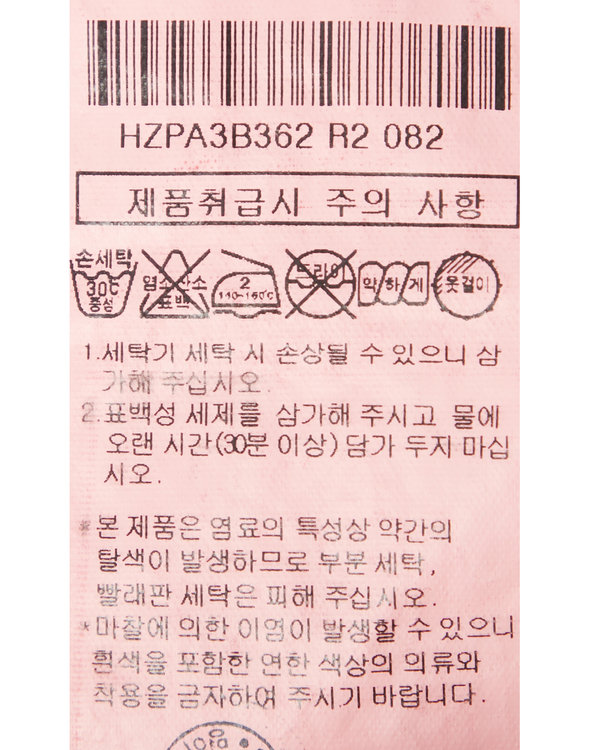 HZPA3B362 R2 082
제품취급시 주의 사항
손세탁
30℃
중성
염소산소
표백
2
140-160℃
드라이
약하게
옷걸이
1.세탁기 세탁 시 손상될 수 있으니 삼
가해 주십시오.
2.표백성 세제를 삼가해 주시고 물에
오랜 시간(30분 이상) 담가 두지 마십
시오.
*본 제품은 염료의 특성상 약간의
탈색이 발생하므로 부분 세탁,
빨래판 세탁은 피해 주십시오.
*마찰에 의한 이염이 발생할 수 있으니
흰색을 포함한 연한 색상의 의류와
착용을 금지하여 주시기 바랍니다.